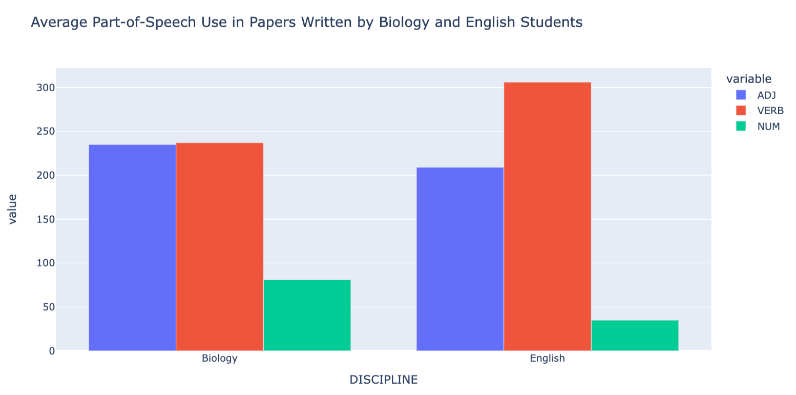 Average Part-of-Speech Use in Papers Written by Biology and English Students
variable
ADJ
VERB
NUM
value
300
250
200
150
100
50
0
Biology
English
DISCIPLINE